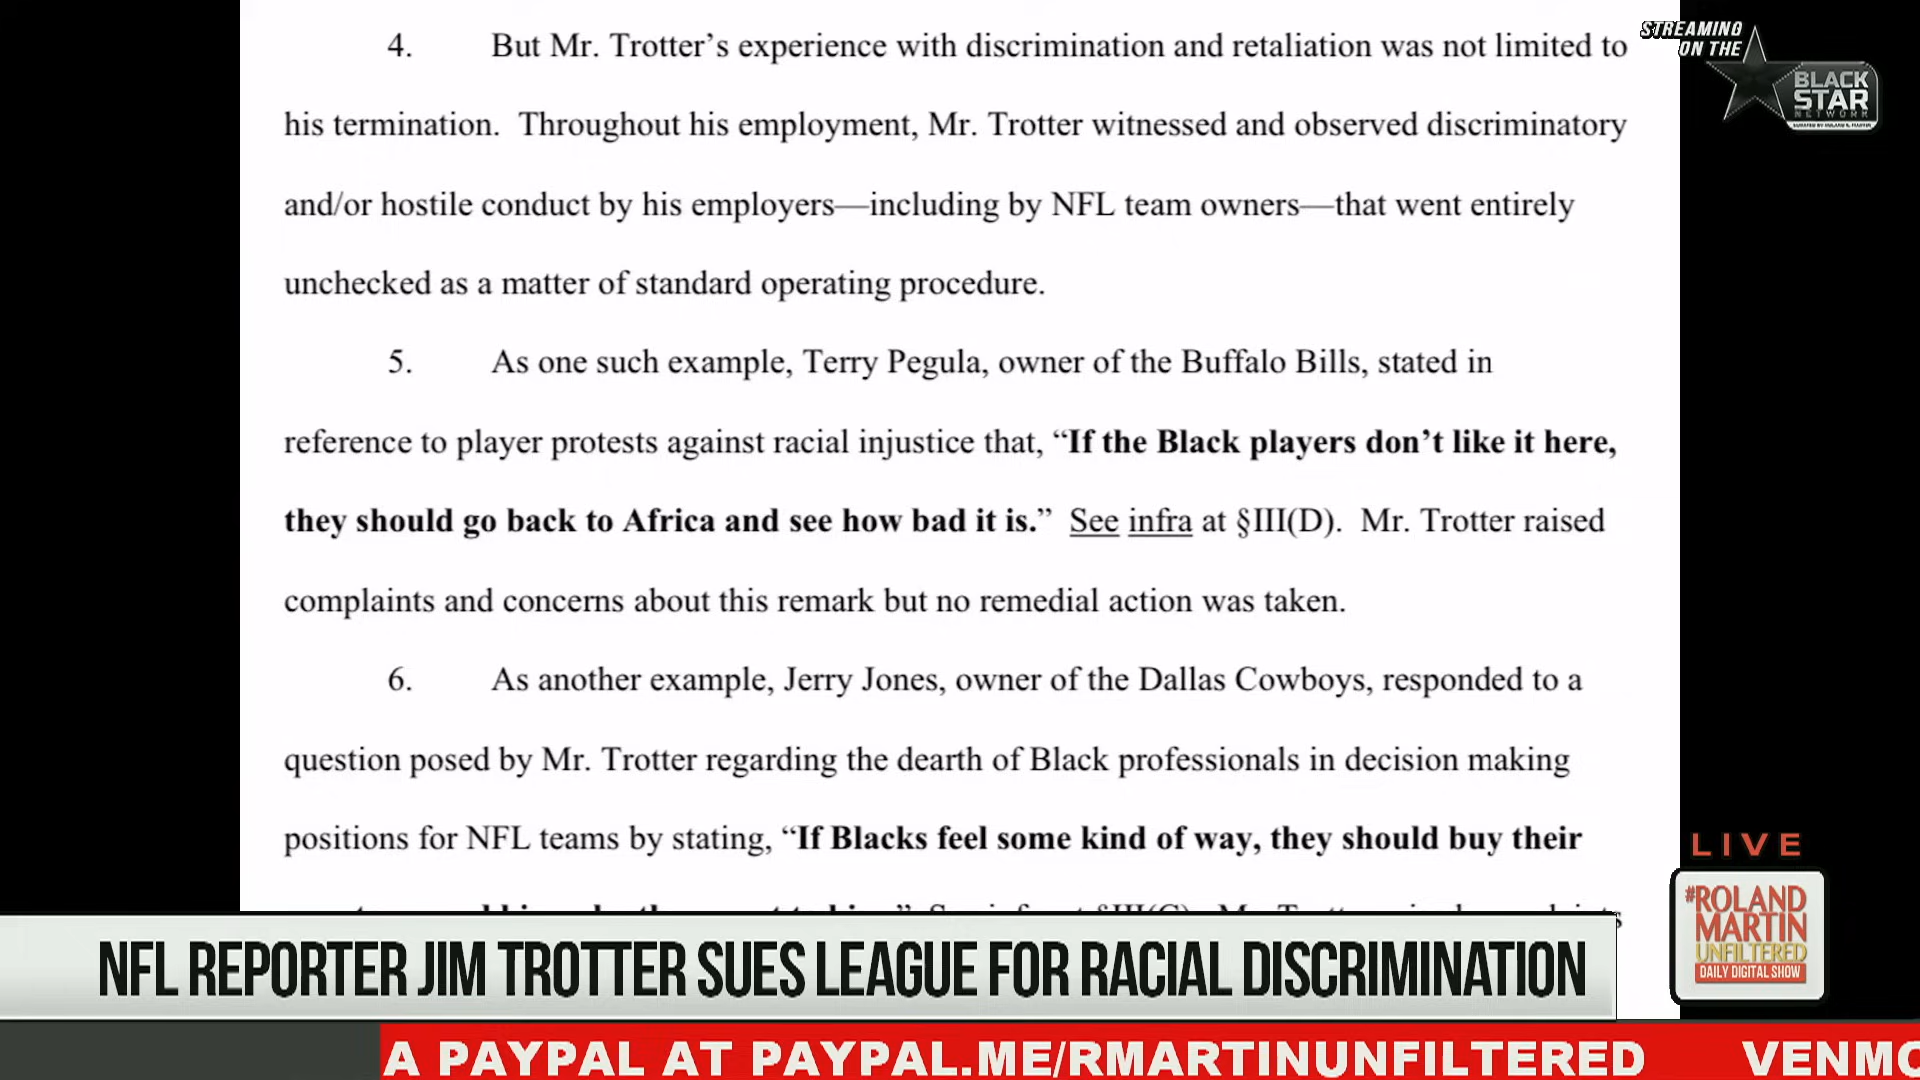 4. But Mr. Trotter’s experience with discrimination and retaliation was not limited to
his termination. Throughout his employment, Mr. Trotter witnessed and observed discriminatory
and/or hostile conduct by his employers—including by NFL team owners—that went entirely
unchecked as a matter of standard operating procedure.
5. As one such example, Terry Pegula, owner of the Buffalo Bills, stated in
reference to player protests against racial injustice that, “If the Black players don’t like it here,
they should go back to Africa and see how bad it is.” See infra at §III(D). Mr. Trotter raised
complaints and concerns about this remark but no remedial action was taken.
6. As another example, Jerry Jones, owner of the Dallas Cowboys, responded to a
question posed by Mr. Trotter regarding the dearth of Black professionals in decision making
positions for NFL teams by stating, “If Blacks feel some kind of way, they should buy their
STREAMING
ON THE
BLACK
STAR
NETWORK
LIVE
#ROLAND
MARTIN
UNFILTERED
DAILY DIGITAL SHOW
NFL REPORTER JIM TROTTER SUES LEAGUE FOR RACIAL DISCRIMINATION
A PAYPAL AT PAYPAL.ME/RMARTINUNFILTERED VENMO